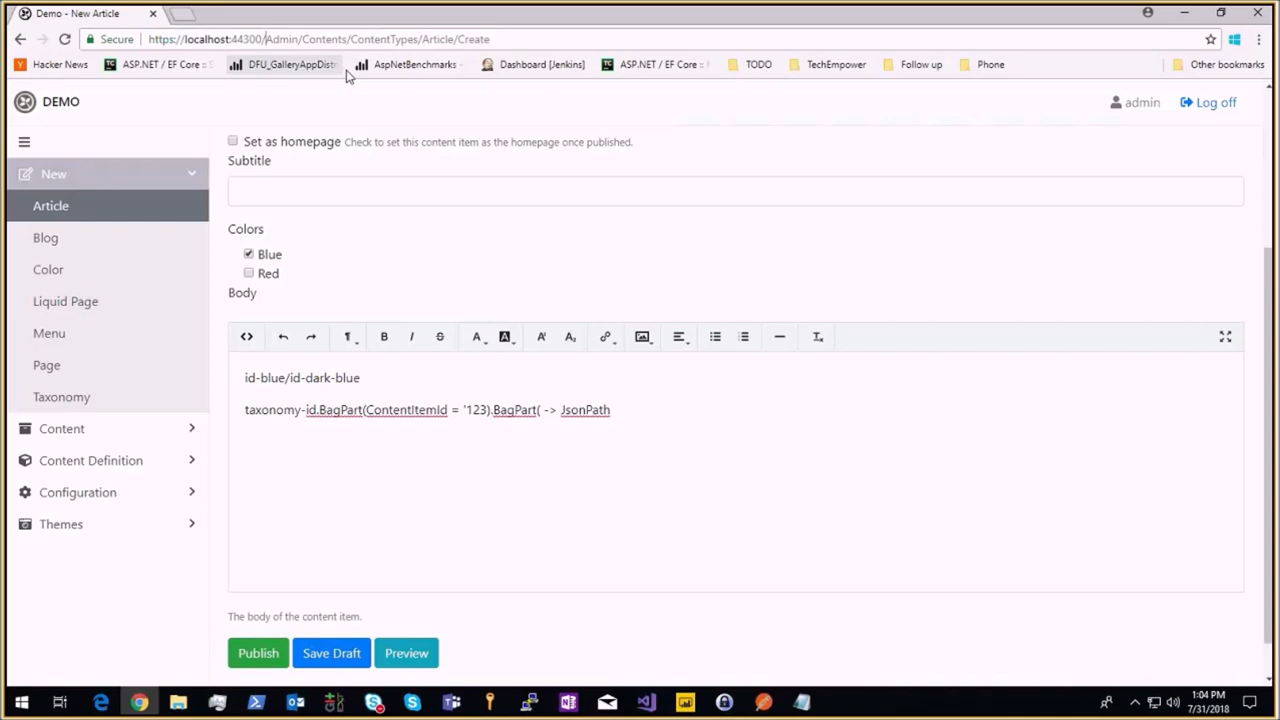 Demo - New Article
Secure https://localhost:44300/Admin/Contents/ContentTypes/Article/Create
Hacker News ASP.NET / EF Core :: DFU_GalleryAppDist AspNetBenchmarks - Dashboard [Jenkins] ASP.NET / EF Core :: TODO TechEmpower Follow up Phone Other bookmarks
DEMO admin Log off
Set as homepage Check to set this content item as the homepage once published.
Subtitle
New
Article
Blog
Color
Liquid Page
Menu
Page
Taxonomy
Content
Content Definition
Configuration
Themes
Colors
Blue
Red
Body
id-blue/id-dark-blue
taxonomy-id.BagPart(ContentItemId = '123).BagPart( -> JsonPath
The body of the content item.
Publish Save Draft Preview
1:04 PM
7/31/2018